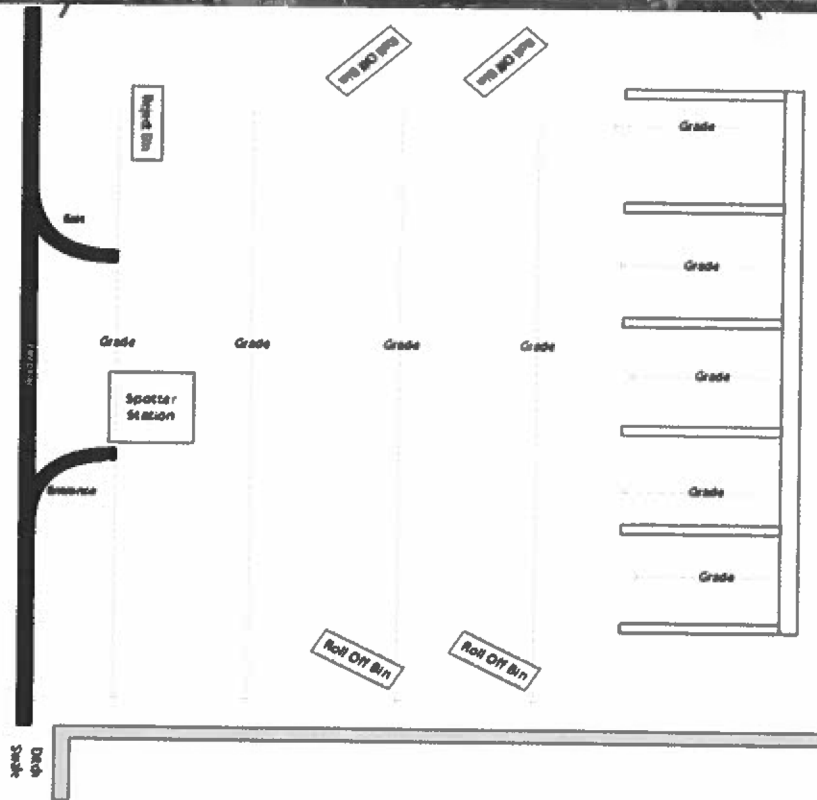 Roll Off Bin
Roll Off Bin
Reject Bin
Grade
Exit
Grade
Grade
Grade
Grade
Grade
Grade
Spotter
Station
Entrance
Grade
Grade
Roll Off Bin
Roll Off Bin
Ditch
Swale